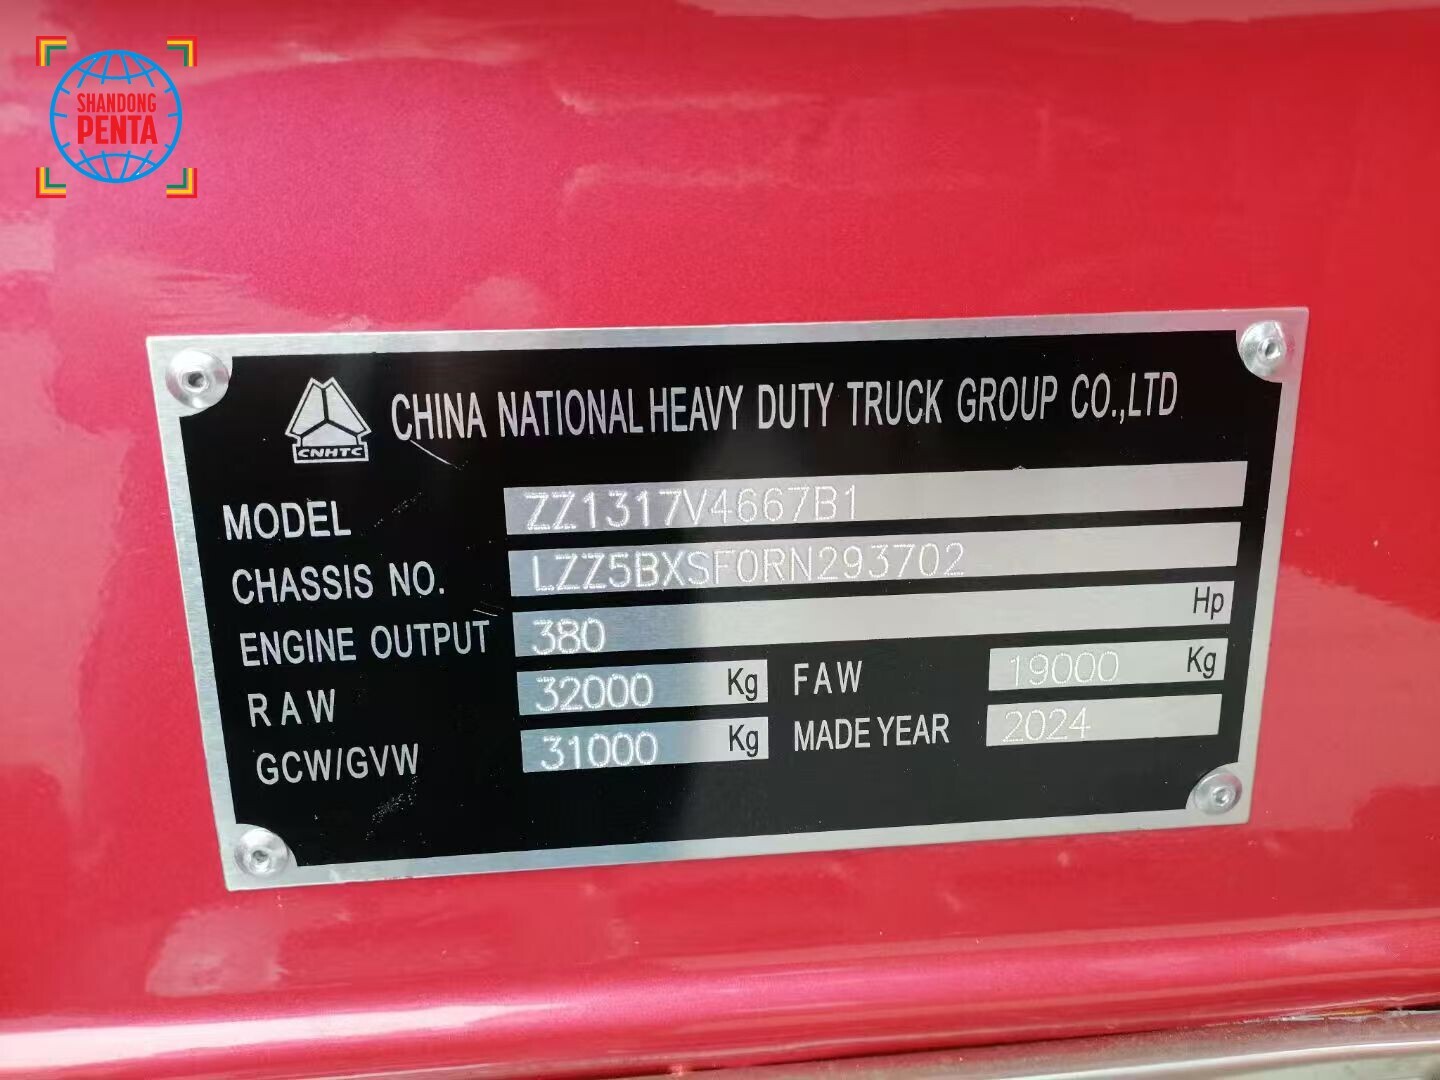 SHANDONG
PENTA
CNHTC
CHINA NATIONAL HEAVY DUTY TRUCK GROUP CO.,LTD
MODEL ZZ1317V4667B1
CHASSIS NO. LZZ5BXSF0RN293702
ENGINE OUTPUT 380 Hp
RAW 32000 Kg FAW 19000 Kg
GCW/GVW 31000 Kg MADE YEAR 2024